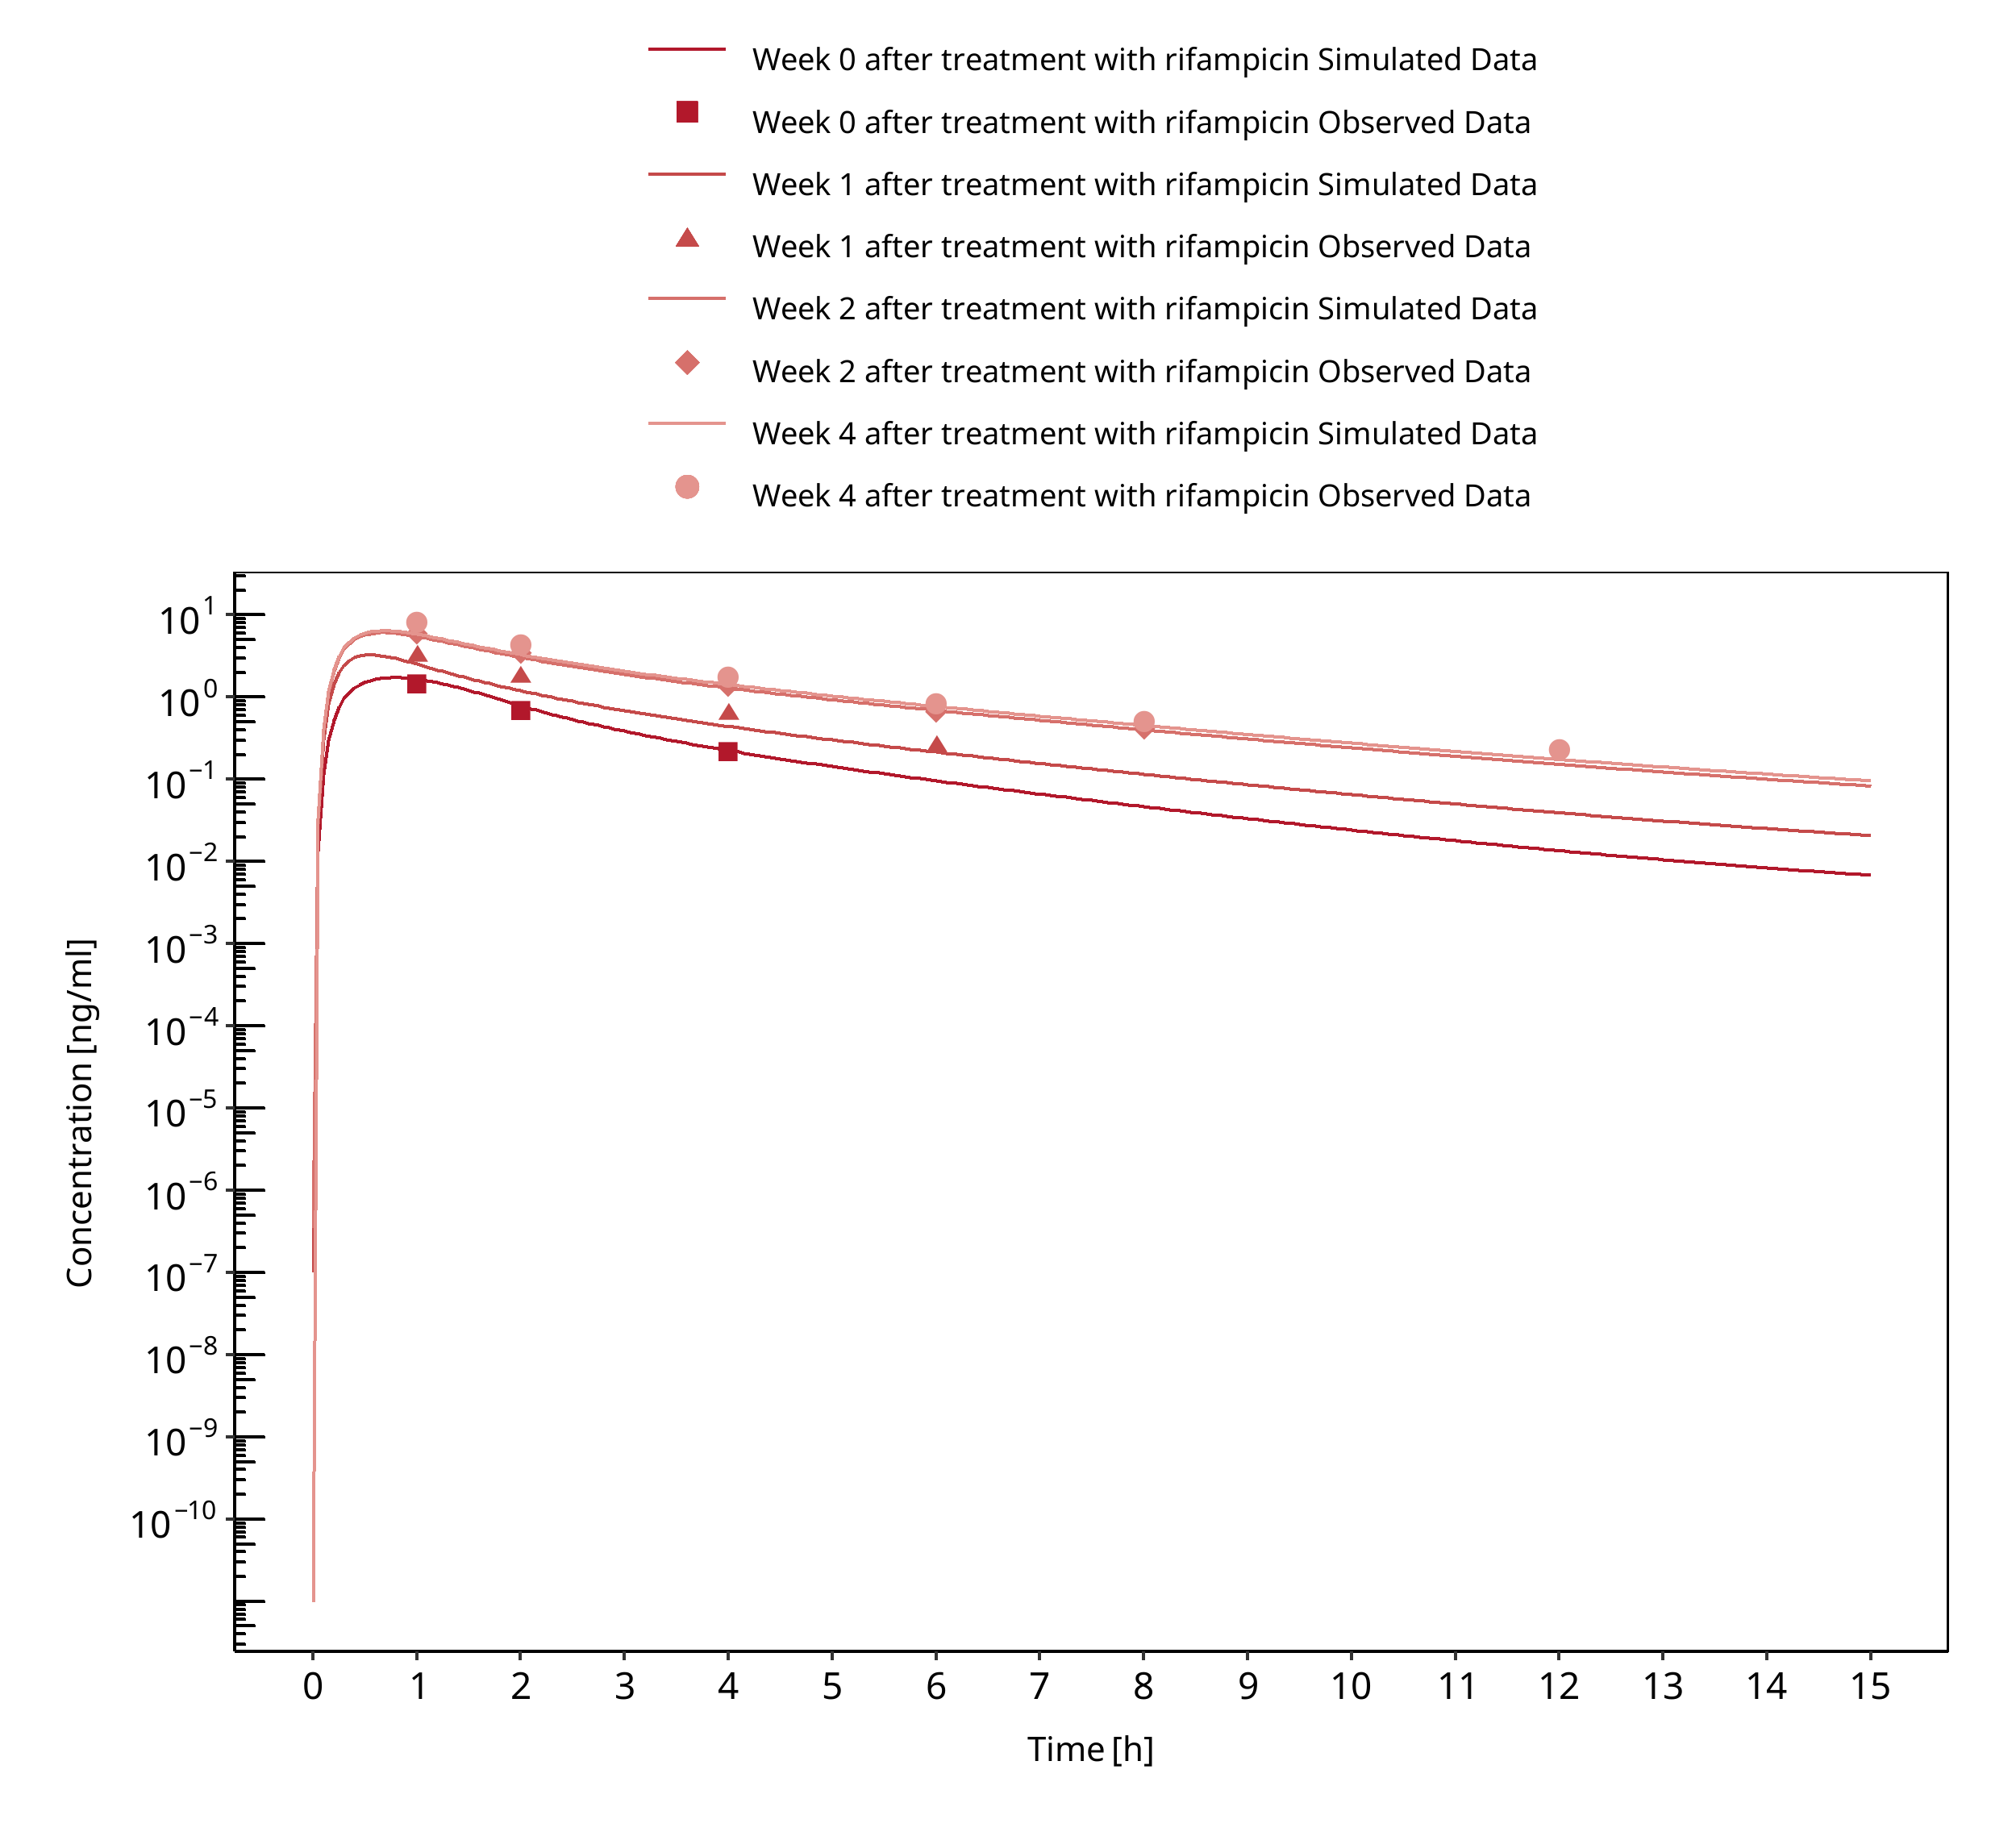 Week 0 after treatment with rifampicin Simulated Data
Week 0 after treatment with rifampicin Observed Data
Week 1 after treatment with rifampicin Simulated Data
Week 1 after treatment with rifampicin Observed Data
Week 2 after treatment with rifampicin Simulated Data
Week 2 after treatment with rifampicin Observed Data
Week 4 after treatment with rifampicin Simulated Data
Week 4 after treatment with rifampicin Observed Data
10^1
10^0
10^−1
10^−2
10^−3
10^−4
10^−5
10^−6
10^−7
10^−8
10^−9
10^−10
Concentration [ng/ml]
0 1 2 3 4 5 6 7 8 9 10 11 12 13 14 15
Time [h]